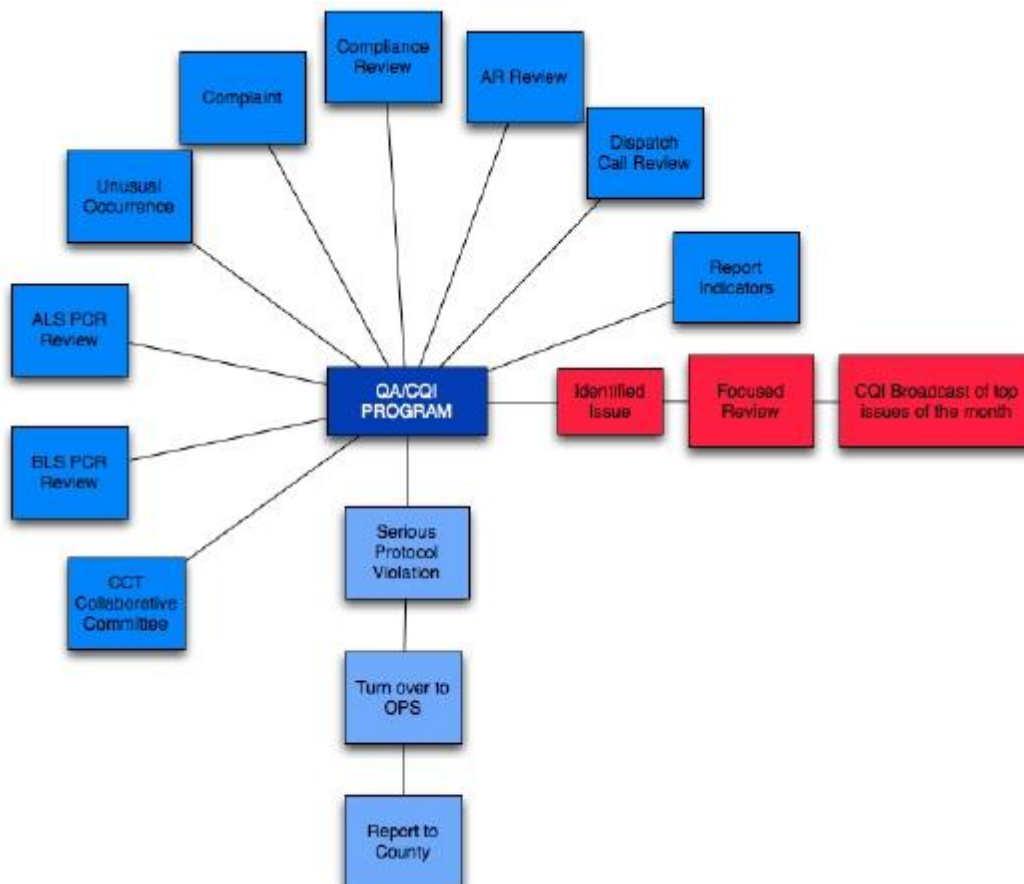 Compliance
Review
AR Review
Complaint
Dispatch
Call Review
Unusual
Occurrence
Report
Indicators
ALS PCR
Review
QA/CQI
PROGRAM
Identified
Issue
Focused
Review
CQI Broadcast of top
issues of the month
BLS PCR
Review
Serious
Protocol
Violation
CCT
Collaborative
Committee
Turn over to
OPS
Report to
County